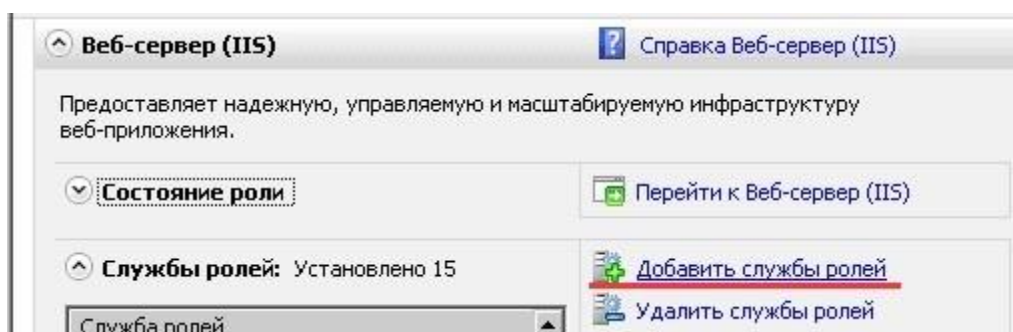 Веб-сервер (IIS)
Справка Веб-сервер (IIS)
Предоставляет надежную, управляемую и масштабируемую инфраструктуру
веб-приложения.
Состояние роли
Перейти к Веб-сервер (IIS)
Службы ролей: Установлено 15
Добавить службы ролей
Удалить службы ролей
Служба ролей